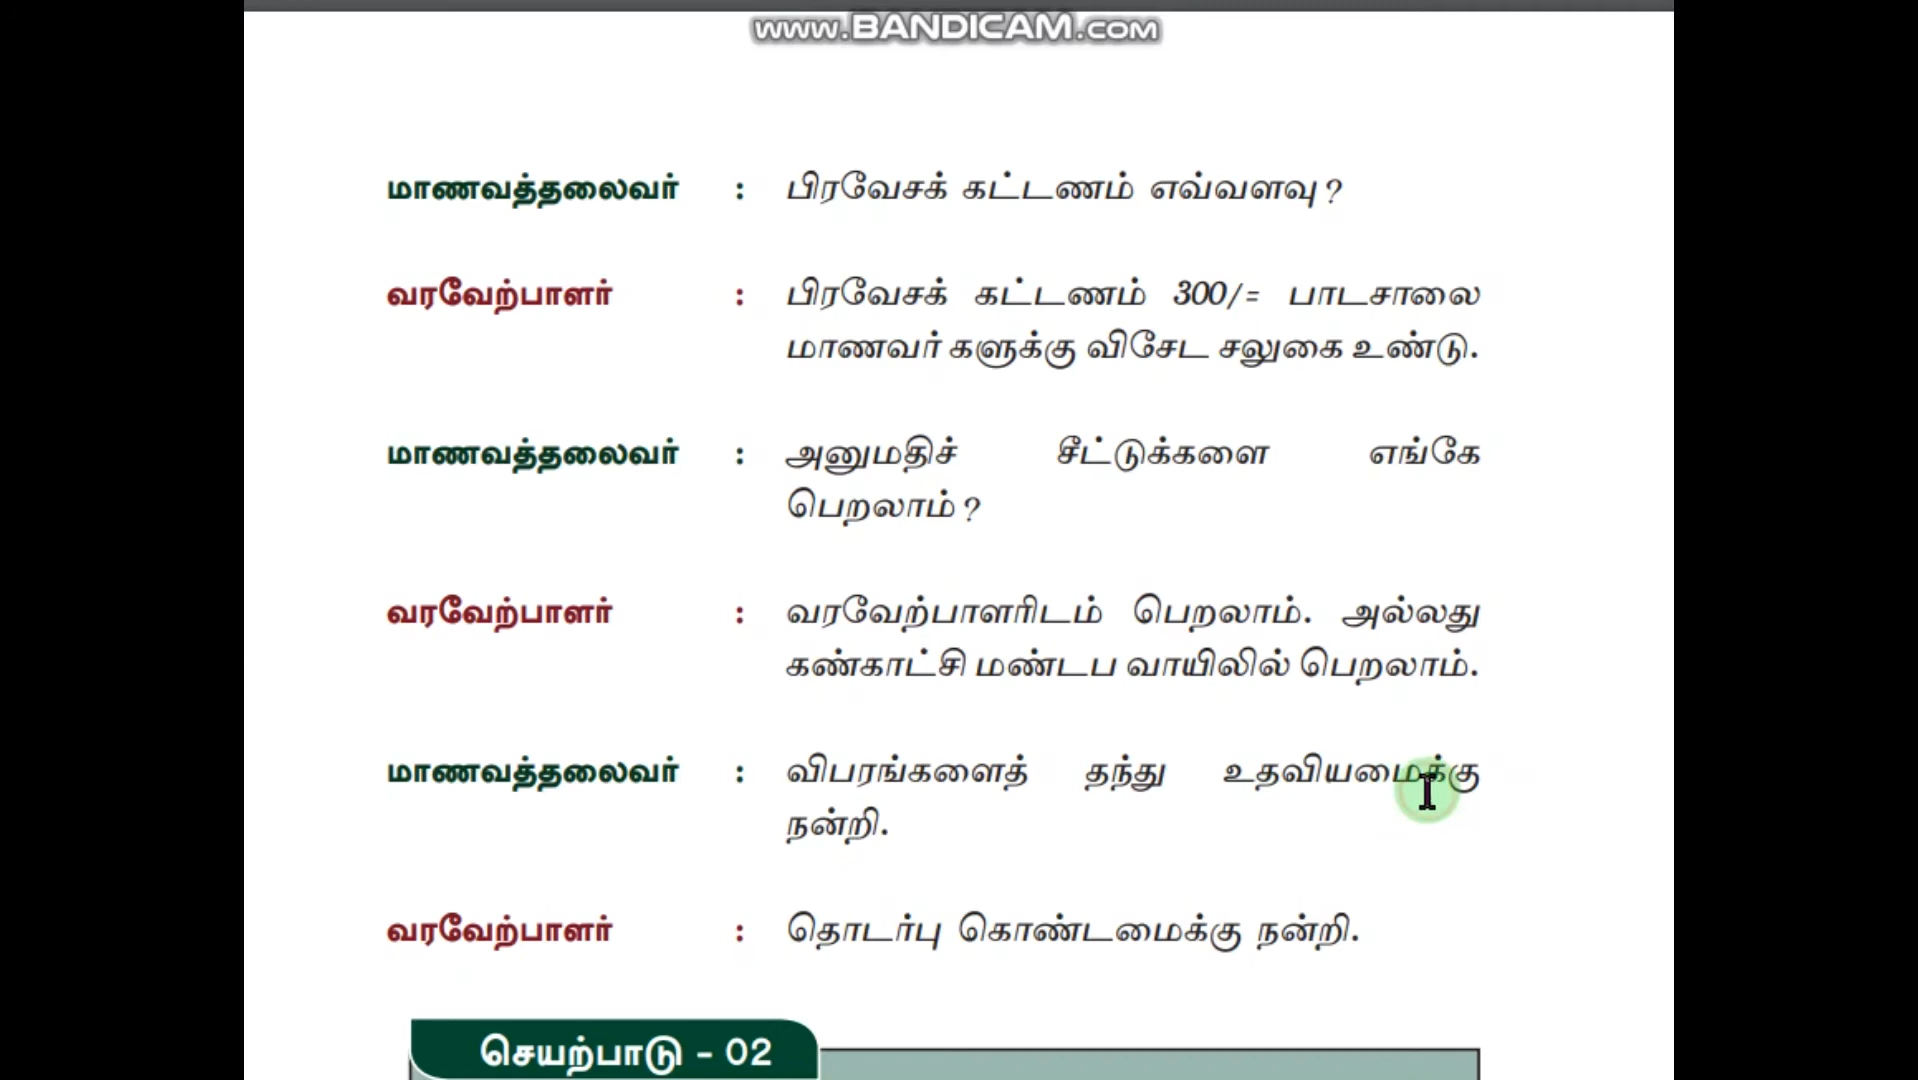 www.BANDICAM.com
மாணவத்தலைவர் : பிரவேசக் கட்டணம் எவ்வளவு?
வரவேற்பாளர் : பிரவேசக் கட்டணம் 300/= பாடசாலை
மாணவர்களுக்கு விசேட சலுகை உண்டு.
மாணவத்தலைவர் : அனுமதிச் சீட்டுக்களை எங்கே
பெறலாம்?
வரவேற்பாளர் : வரவேற்பாளரிடம் பெறலாம். அல்லது
கண்காட்சி மண்டப வாயிலில் பெறலாம்.
மாணவத்தலைவர் : விபரங்களைத் தந்து உதவியமைக்கு
நன்றி.
வரவேற்பாளர் : தொடர்பு கொண்டமைக்கு நன்றி.
செயற்பாடு - 02